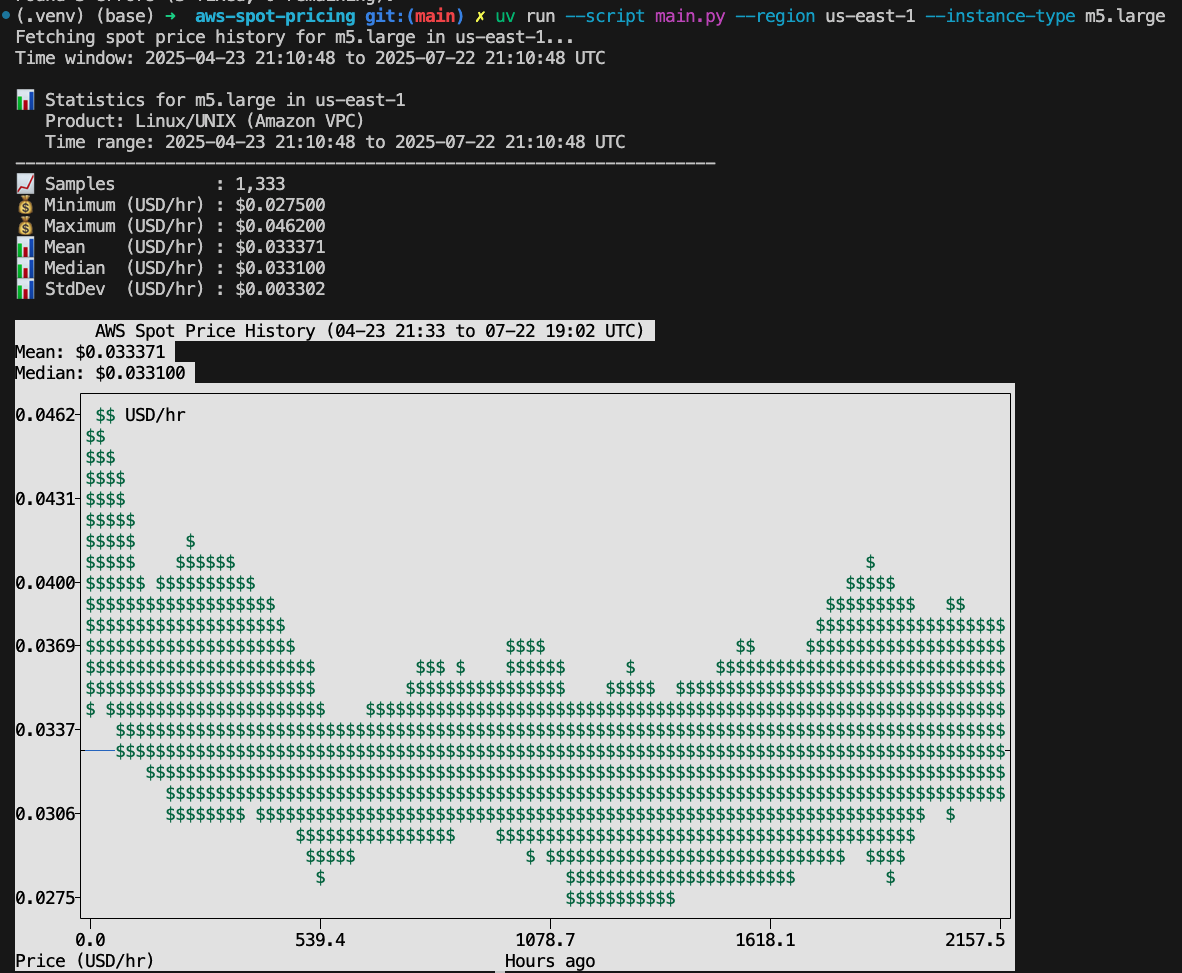 (.venv) (base) ➜ aws-spot-pricing git:(main) ✗ uv run --script main.py --region us-east-1 --instance-type m5.large
Fetching spot price history for m5.large in us-east-1...
Time window: 2025-04-23 21:10:48 to 2025-07-22 21:10:48 UTC
📊 Statistics for m5.large in us-east-1
Product: Linux/UNIX (Amazon VPC)
Time range: 2025-04-23 21:10:48 to 2025-07-22 21:10:48 UTC
📈 Samples : 1,333
💰 Minimum (USD/hr) : $0.027500
💰 Maximum (USD/hr) : $0.046200
📊 Mean (USD/hr) : $0.033371
📊 Median (USD/hr) : $0.033100
📊 StdDev (USD/hr) : $0.003302
AWS Spot Price History (04-23 21:33 to 07-22 19:02 UTC)
Mean: $0.033371
Median: $0.033100
0.0462 $$ USD/hr
0.0431
0.0400
0.0369
0.0337
0.0306
0.0275
0.0 539.4 1078.7 1618.1 2157.5
Price (USD/hr) Hours ago